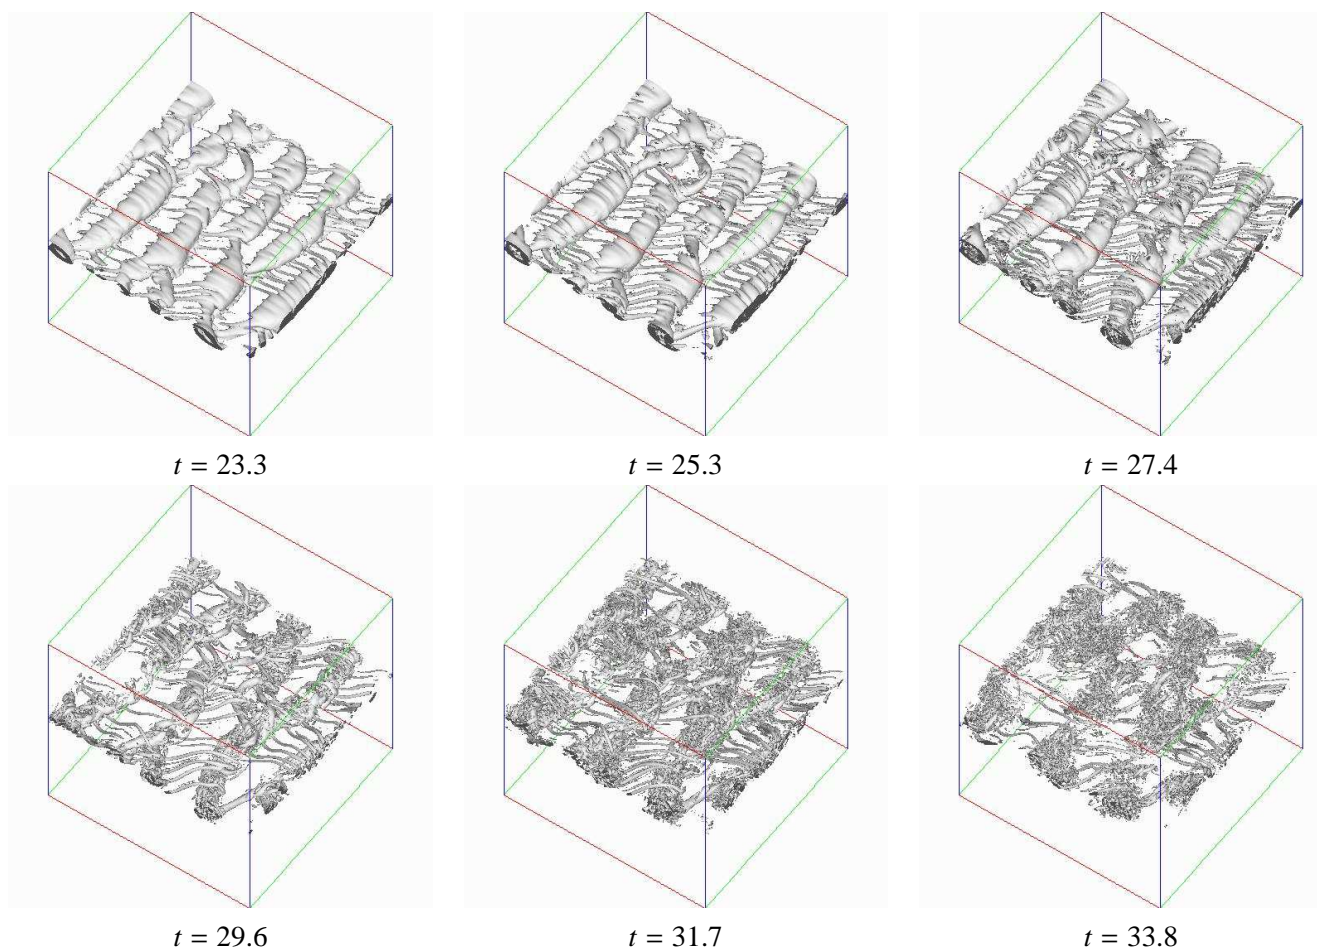 t = 23.3
t = 25.3
t = 27.4
t = 29.6
t = 31.7
t = 33.8